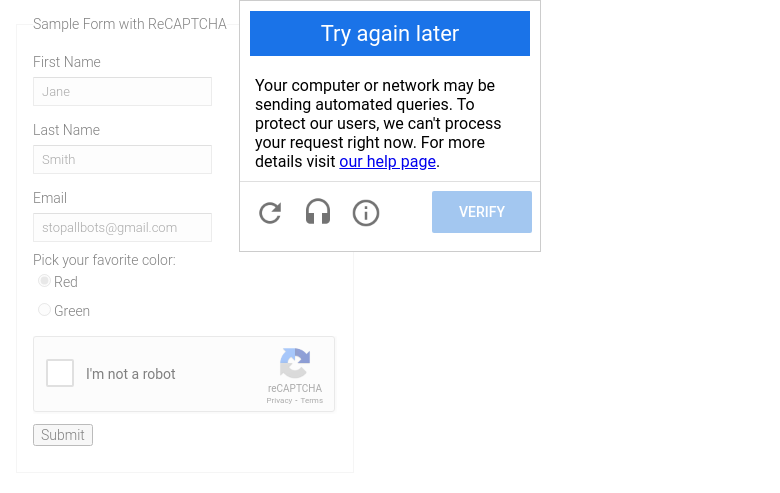 Sample Form with ReCAPTCHA
First Name
Jane
Last Name
Smith
Email
stopallbots@gmail.com
Pick your favorite color:
Red
Green
I'm not a robot
reCAPTCHA
Privacy - Terms
Submit
Try again later
Your computer or network may be
sending automated queries. To
protect our users, we can't process
your request right now. For more
details visit our help page.
VERIFY